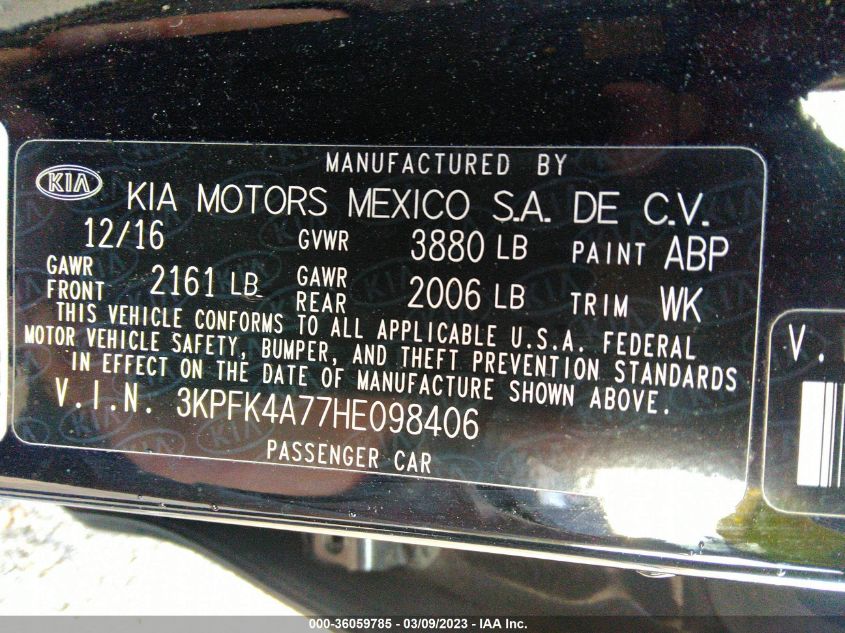 MANUFACTURED BY
KIA KIA MOTORS MEXICO S.A. DE C.V.
12/16 GVWR 3880 LB PAINT ABP
GAWR FRONT 2161 LB GAWR REAR 2006 LB TRIM WK
THIS VEHICLE CONFORMS TO ALL APPLICABLE U.S.A. FEDERAL
MOTOR VEHICLE SAFETY, BUMPER, AND THEFT PREVENTION STANDARDS
IN EFFECT ON THE DATE OF MANUFACTURE SHOWN ABOVE.
V.I.N. 3KPFK4A77HE098406
PASSENGER CAR
V.
000-36059785 - 03/09/2023 - IAA Inc.